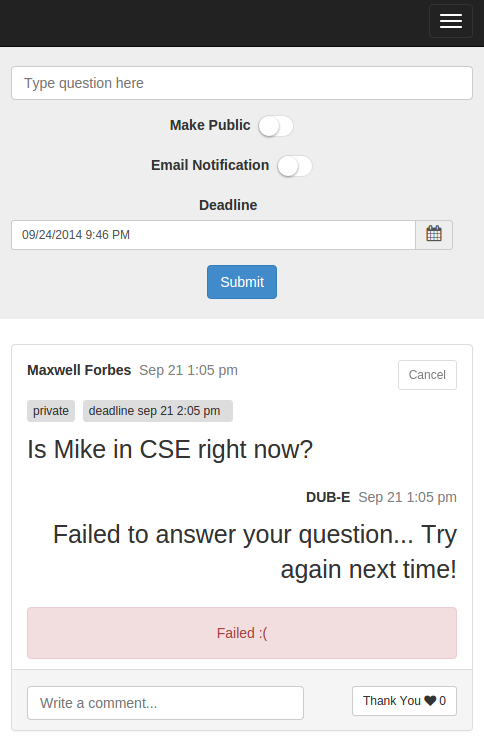 Type question here
Make Public
Email Notification
Deadline
09/24/2014 9:46 PM
Submit
Maxwell Forbes Sep 21 1:05 pm
Cancel
private deadline sep 21 2:05 pm
Is Mike in CSE right now?
DUB-E Sep 21 1:05 pm
Failed to answer your question... Try
again next time!
Failed :(
Write a comment...
Thank You ♥ 0